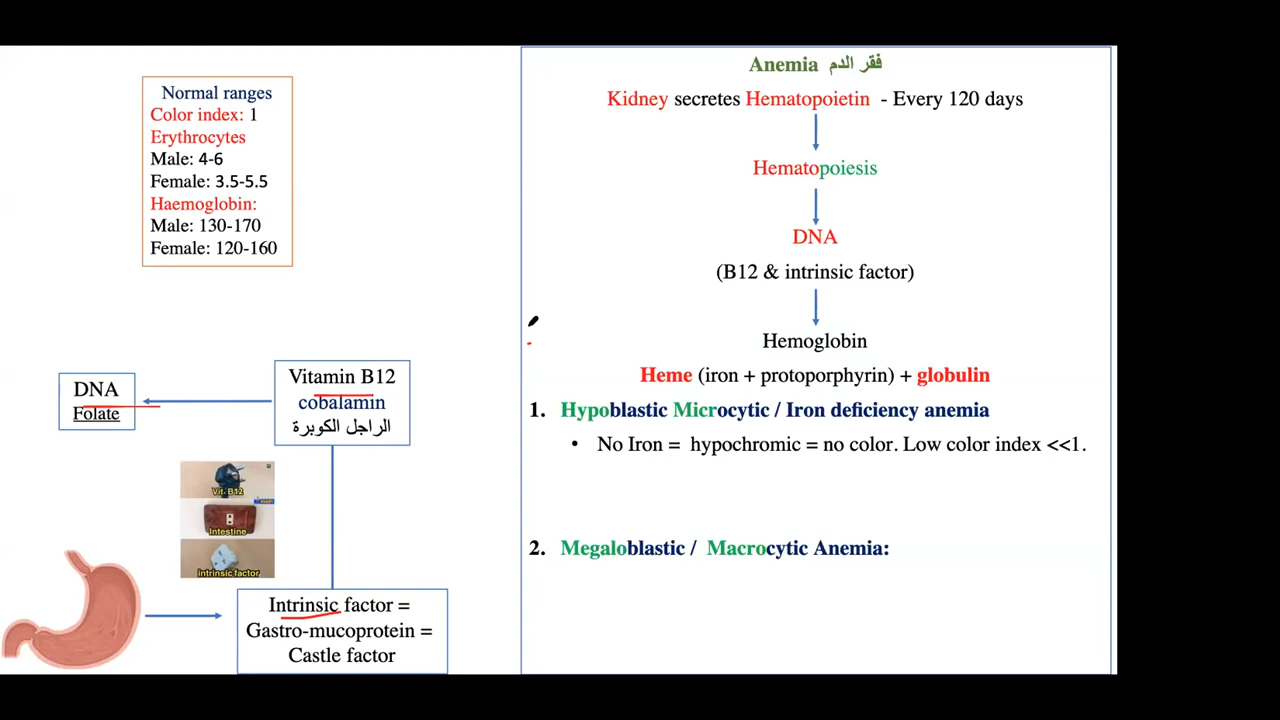 Normal ranges
Color index: 1
Erythrocytes
Male: 4-6
Female: 3.5-5.5
Haemoglobin:
Male: 130-170
Female: 120-160
DNA
Folate
Vitamin B12
cobalamin
الراجل الكوبرة
Vit. B12
Intestine
intrinsic factor
Intrinsic factor =
Gastro-mucoprotein =
Castle factor
Anemia فقر الدم
Kidney secretes Hematopoietin - Every 120 days
Hematopoiesis
DNA
(B12 & intrinsic factor)
Hemoglobin
Heme (iron + protoporphyrin) + globulin
1. Hypoblastic Microcytic / Iron deficiency anemia
• No Iron = hypochromic = no color. Low color index <<1.
2. Megaloblastic / Macrocytic Anemia: